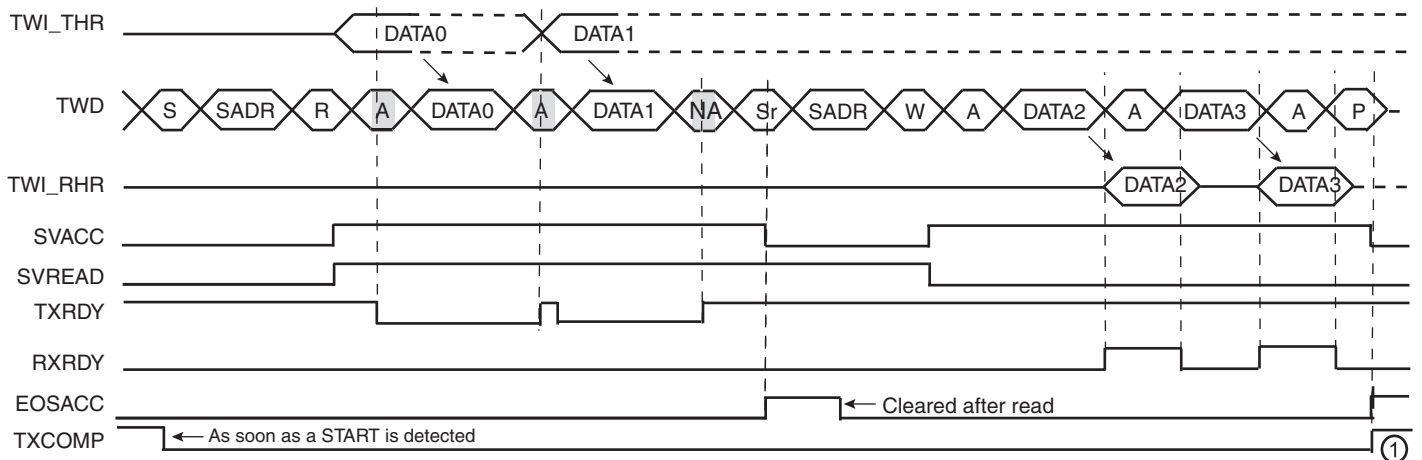 TWI_THR DATA0 DATA1
TWD S SADR R A DATA0 A DATA1 NA Sr SADR W A DATA2 A DATA3 A P
TWI_RHR DATA2 DATA3
SVACC
SVREAD
TXRDY
RXRDY
EOSACC Cleared after read
TXCOMP As soon as a START is detected 1